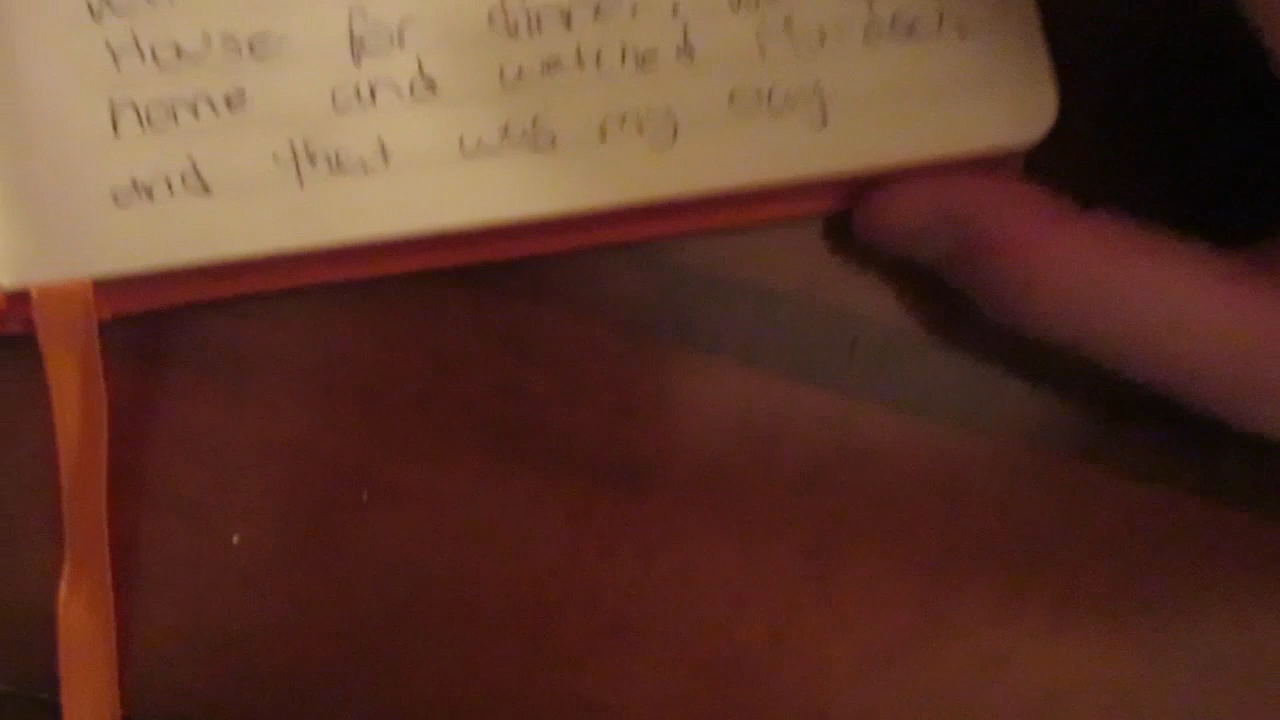 House for dinner,
home and watched
and that was my day